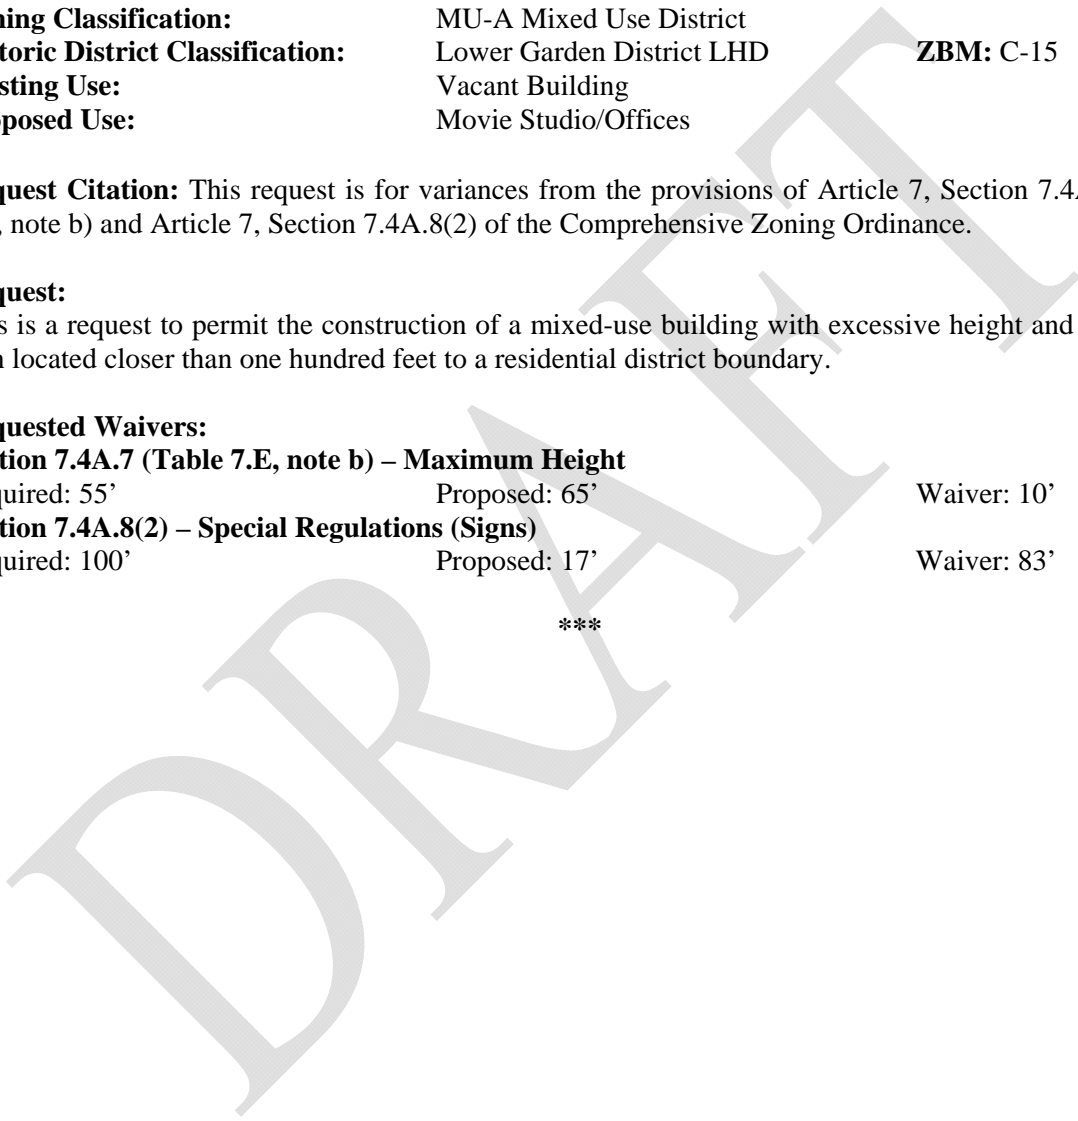 ning Classification: MU-A Mixed Use District
toric District Classification: Lower Garden District LHD ZBM: C-15
sting Use: Vacant Building
posed Use: Movie Studio/Offices
quest Citation: This request is for variances from the provisions of Article 7, Section 7.4A
, note b) and Article 7, Section 7.4A.8(2) of the Comprehensive Zoning Ordinance.
quest:
s is a request to permit the construction of a mixed-use building with excessive height and
n located closer than one hundred feet to a residential district boundary.
quested Waivers:
tion 7.4A.7 (Table 7.E, note b) – Maximum Height
quired: 55’ Proposed: 65’ Waiver: 10’
tion 7.4A.8(2) – Special Regulations (Signs)
quired: 100’ Proposed: 17’ Waiver: 83’
***
DRAFT